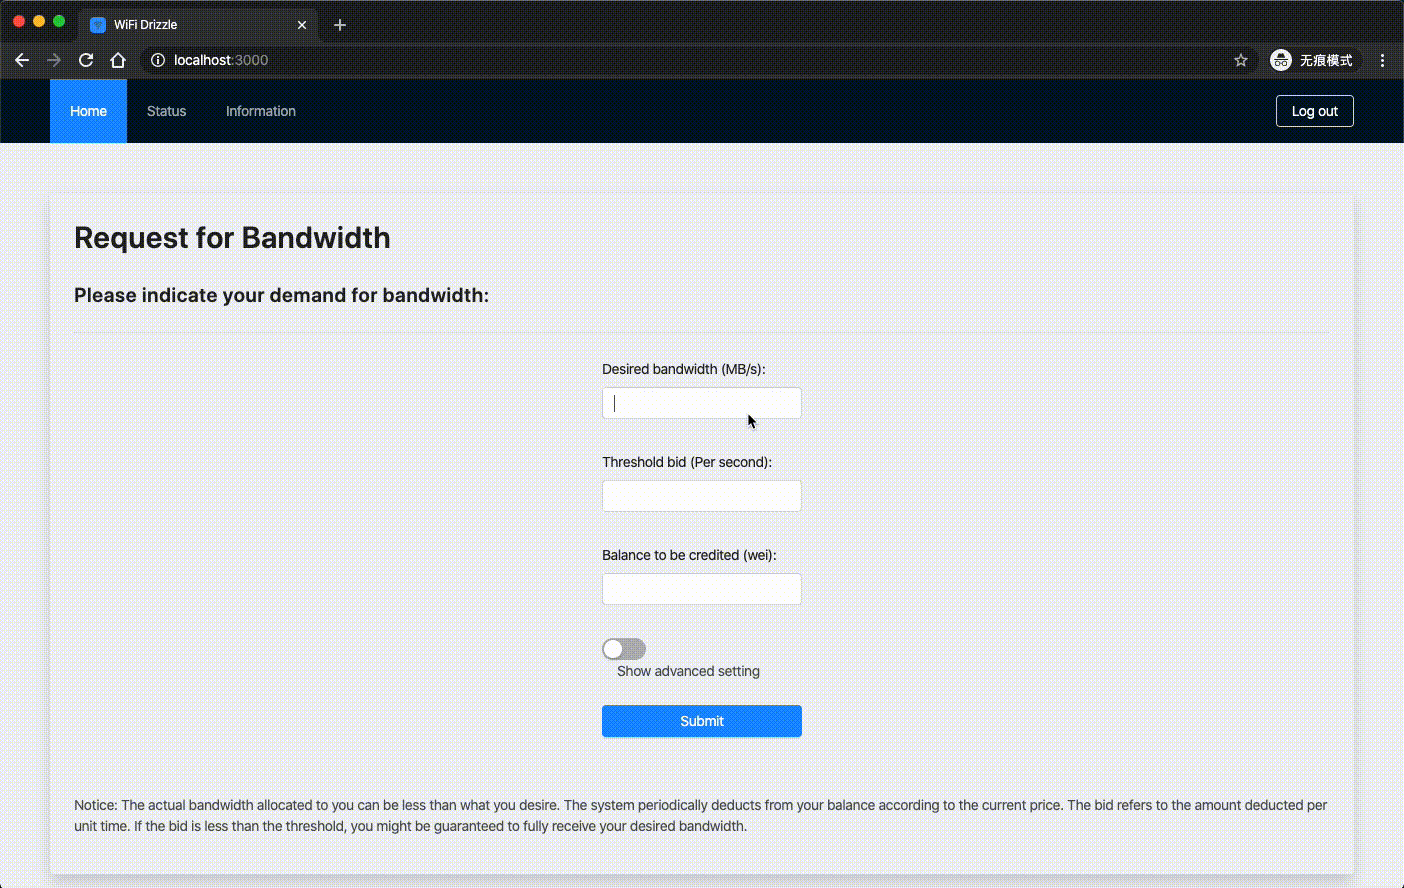 WiFi Drizzle
localhost:3000
无痕模式
Home Status Information Log out
Request for Bandwidth
Please indicate your demand for bandwidth:
Desired bandwidth (MB/s):
Threshold bid (Per second):
Balance to be credited (wei):
Show advanced setting
Submit
Notice: The actual bandwidth allocated to you can be less than what you desire. The system periodically deducts from your balance according to the current price. The bid refers to the amount deducted per
unit time. If the bid is less than the threshold, you might be guaranteed to fully receive your desired bandwidth.